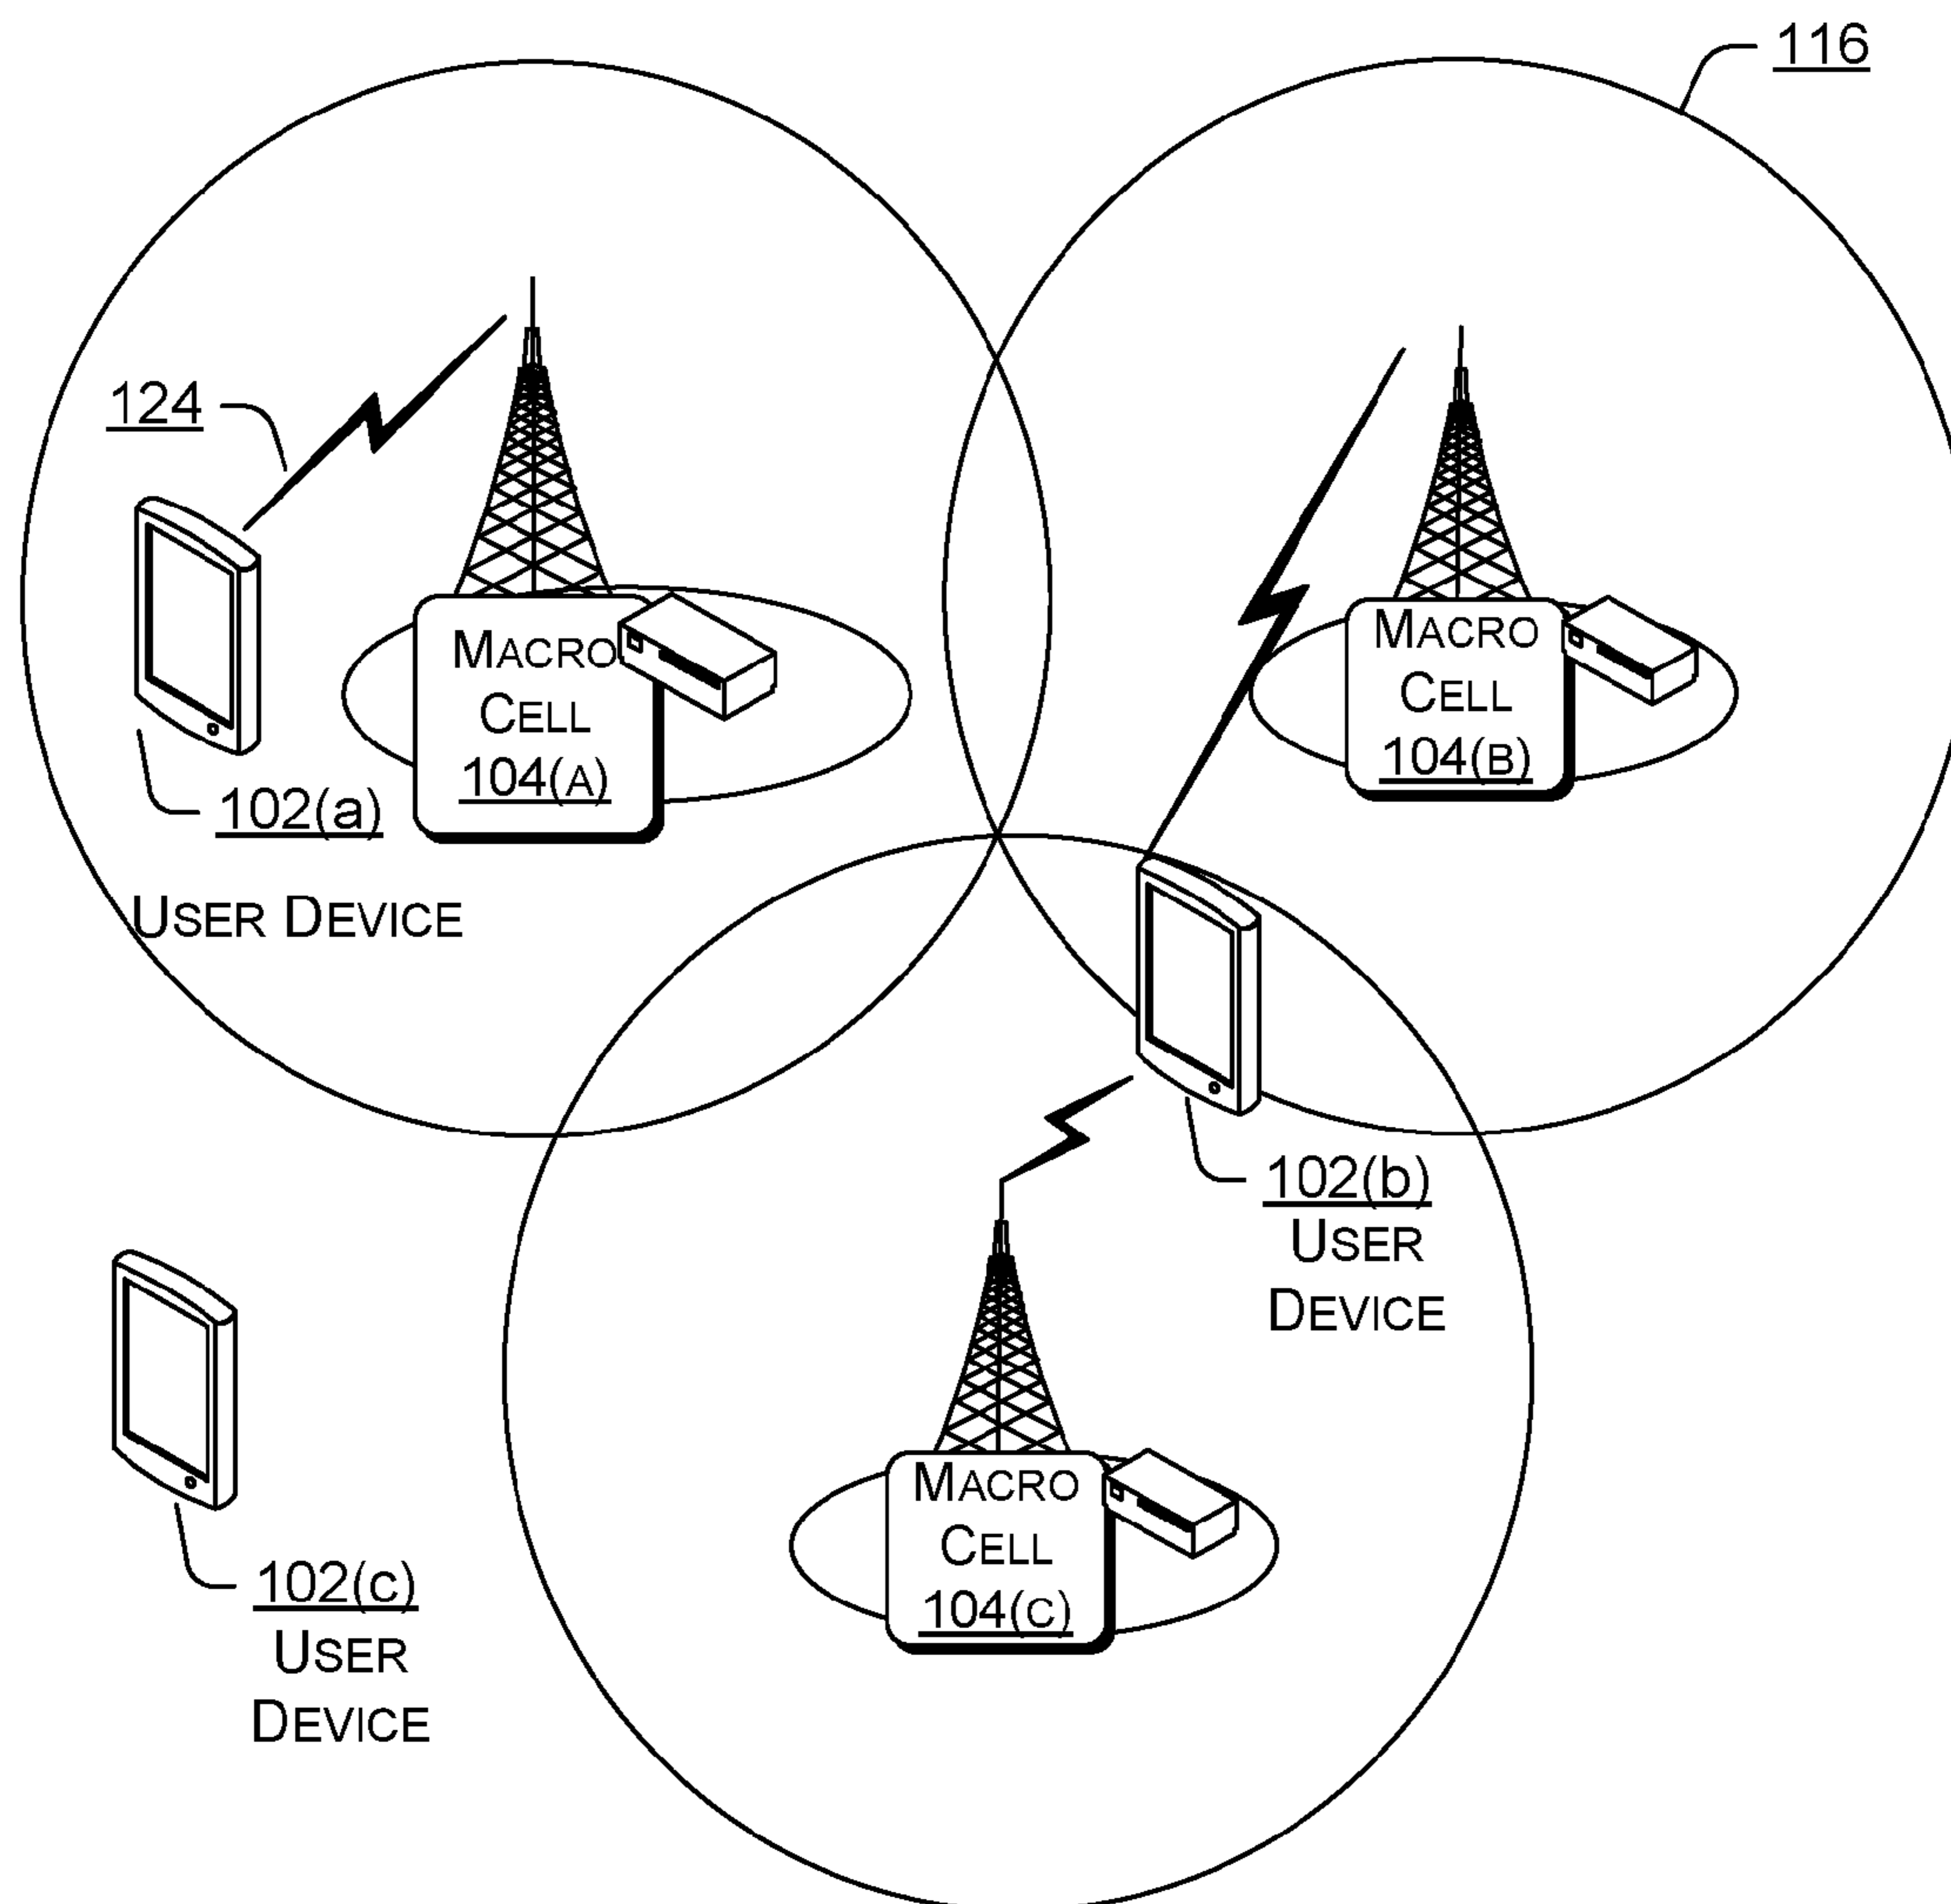 116
124
MACRO
CELL
104(A)
102(a)
USER DEVICE
MACRO
CELL
104(B)
102(b)
USER
DEVICE
MACRO
CELL
104(C)
102(c)
USER
DEVICE